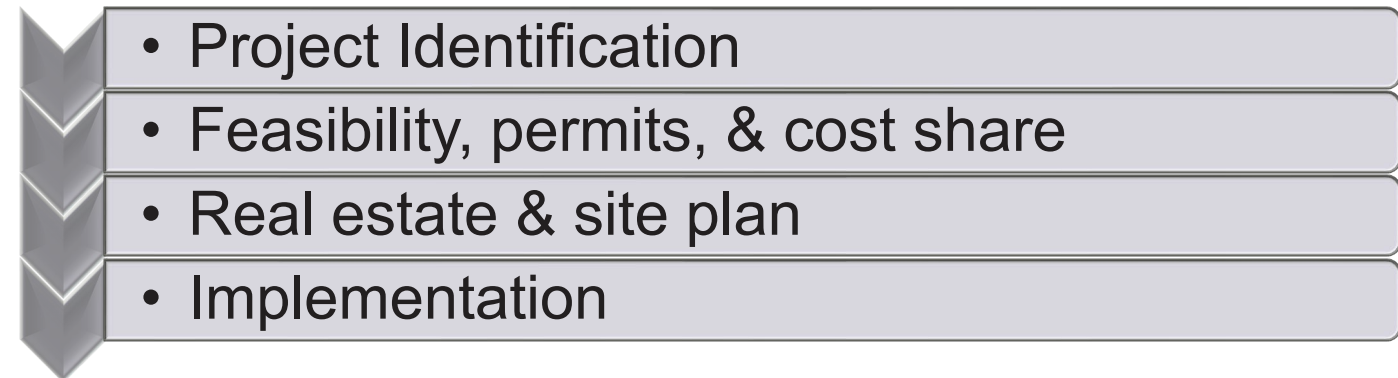 • Project Identification
• Feasibility, permits, & cost share
• Real estate & site plan
• Implementation